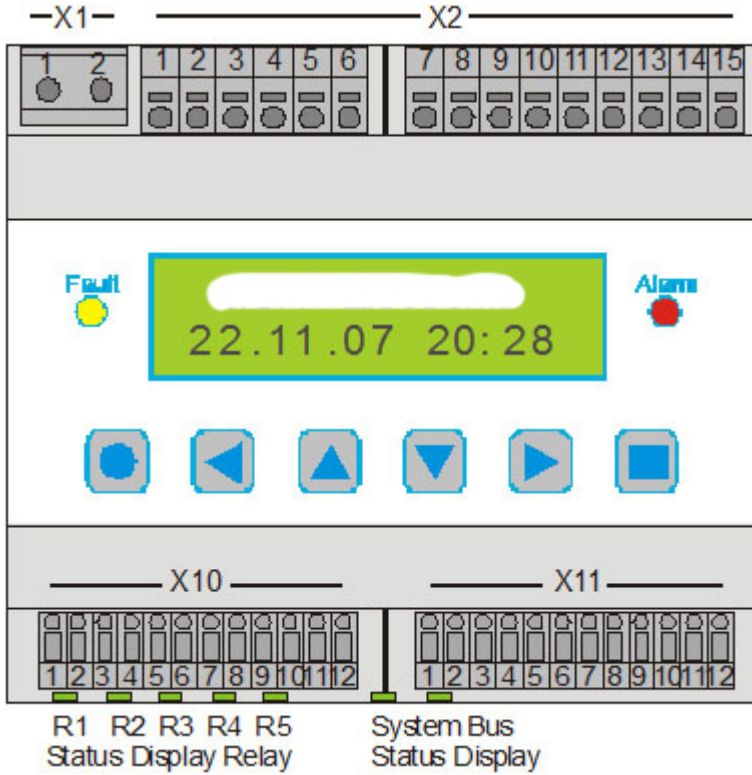 X1 X2
1 2 1 2 3 4 5 6 7 8 9 10 11 12 13 14 15
Fault Alarm
22.11.07 20:28
X10 X11
1 2 3 4 5 6 7 8 9 10 11 12 1 2 3 4 5 6 7 8 9 10 11 12
R1 R2 R3 R4 R5 System Bus
Status Display Relay Status Display